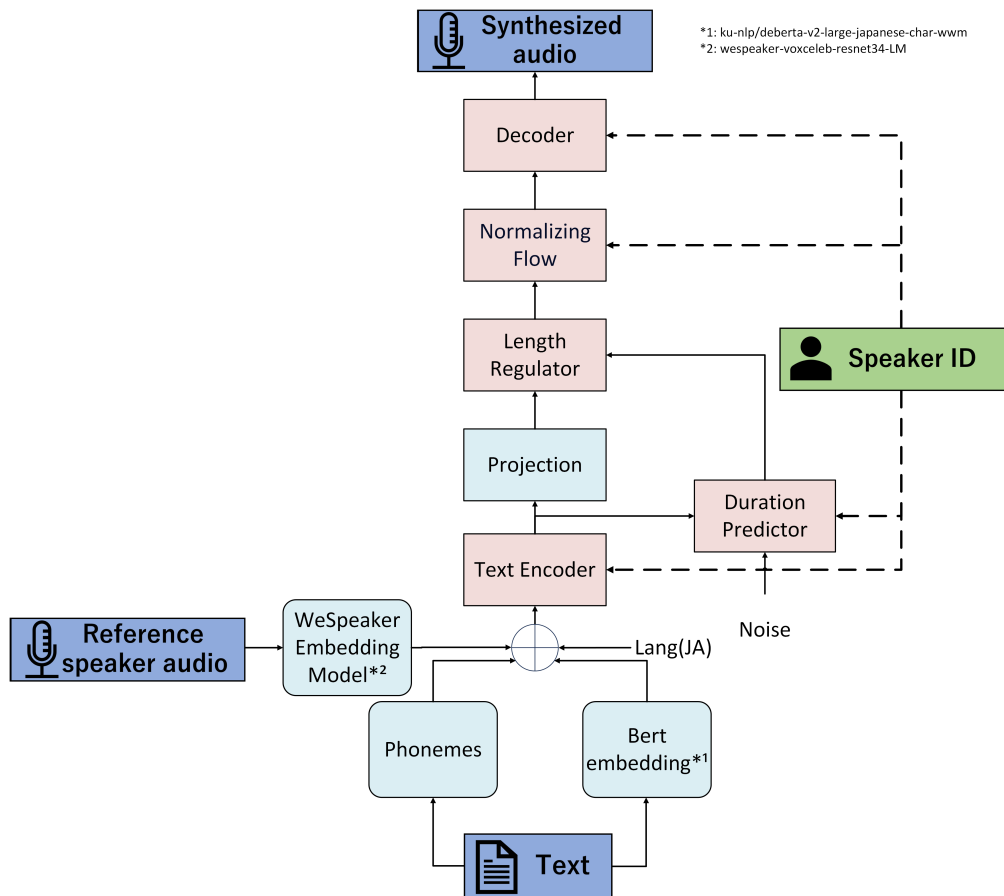 Synthesized
audio
*1: ku-nlp/deberta-v2-large-japanese-char-wwm
*2: wespeaker-voxceleb-resnet34-LM
Decoder
Normalizing
Flow
Length
Regulator
Speaker ID
Projection
Duration
Predictor
Text Encoder
Noise
Reference
speaker audio
WeSpeaker
Embedding
Model*²
Lang(JA)
Phonemes
Bert
embedding*¹
Text